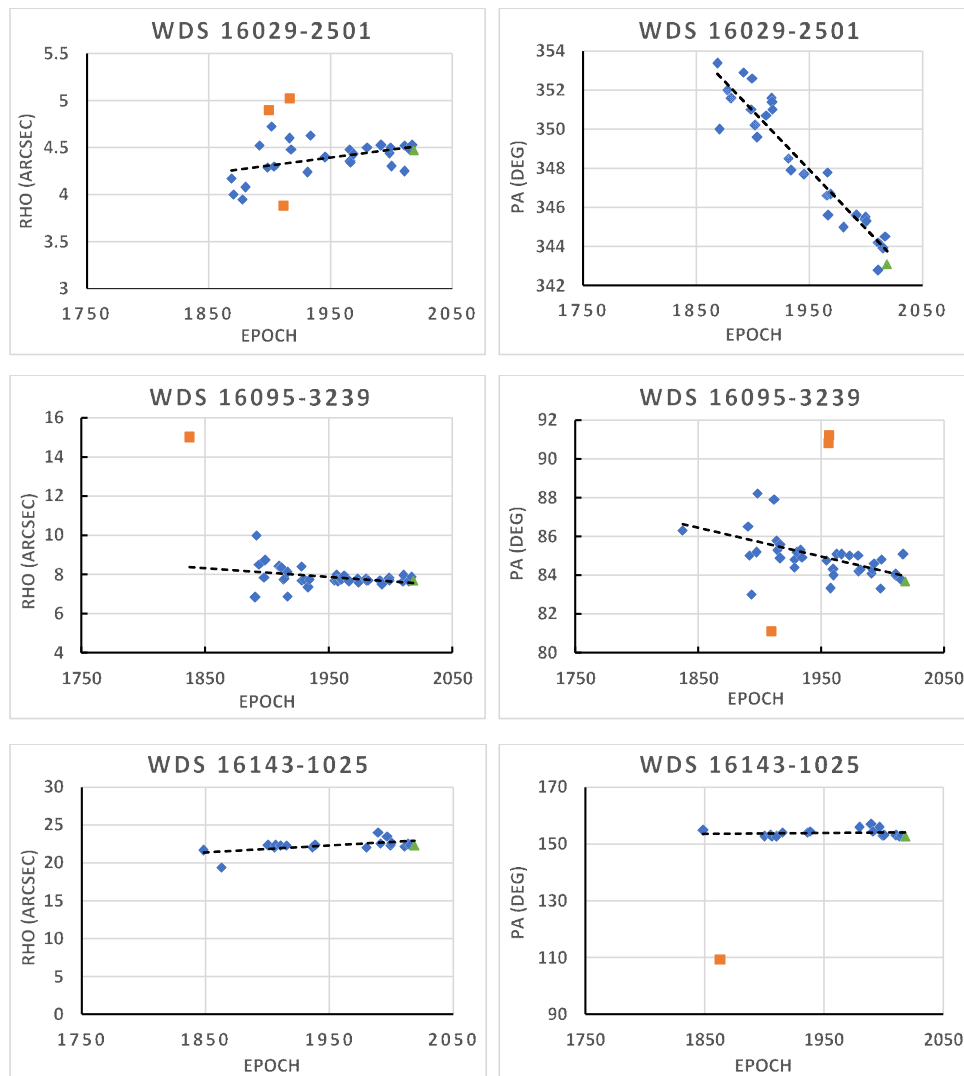 WDS 16029-2501
5.5
5
4.5
4
3.5
3
RHO (ARCSEC)
1750 1850 1950 2050
EPOCH
WDS 16029-2501
354
352
350
348
346
344
342
PA (DEG)
1750 1850 1950 2050
EPOCH
WDS 16095-3239
16
14
12
10
8
6
4
RHO (ARCSEC)
1750 1850 1950 2050
EPOCH
WDS 16095-3239
92
90
88
86
84
82
80
PA (DEG)
1750 1850 1950 2050
EPOCH
WDS 16143-1025
30
25
20
15
10
5
0
RHO (ARCSEC)
1750 1850 1950 2050
EPOCH
WDS 16143-1025
170
150
130
110
90
PA (DEG)
1750 1850 1950 2050
EPOCH